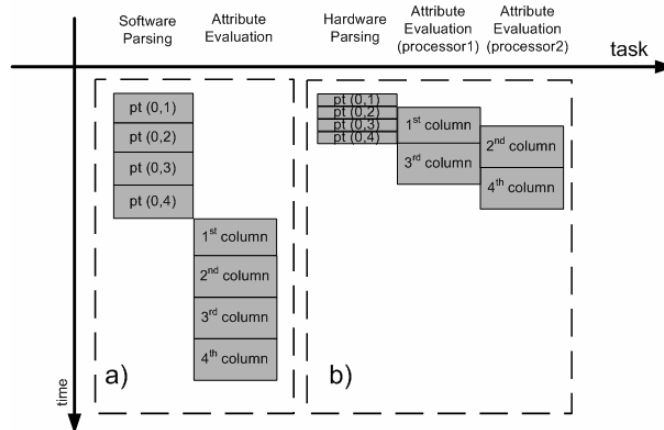 Software
Parsing
Attribute
Evaluation
Hardware
Parsing
Attribute
Evaluation
(processor1)
Attribute
Evaluation
(processor2)
task
pt (0,1)
pt (0,2)
pt (0,3)
pt (0,4)
1st column
2nd column
3rd column
4th column
a)
pt (0,1)
pt (0,2)
pt (0,3)
pt (0,4)
1st column
3rd column
2nd column
4th column
b)
time